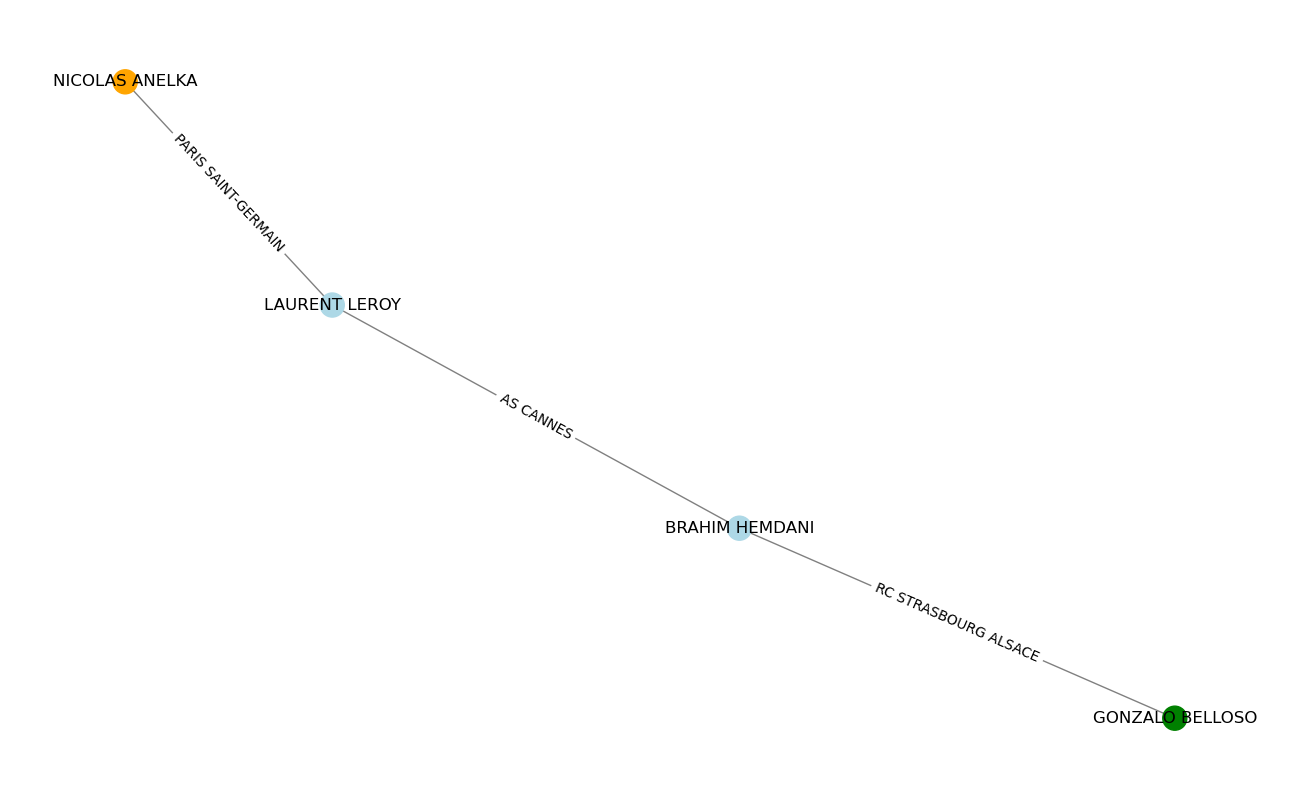 NICOLAS ANELKA
PARIS SAINT-GERMAIN
LAURENT LEROY
AS CANNES
BRAHIM HEMDANI
RC STRASBOURG ALSACE
GONZALO BELLOSO